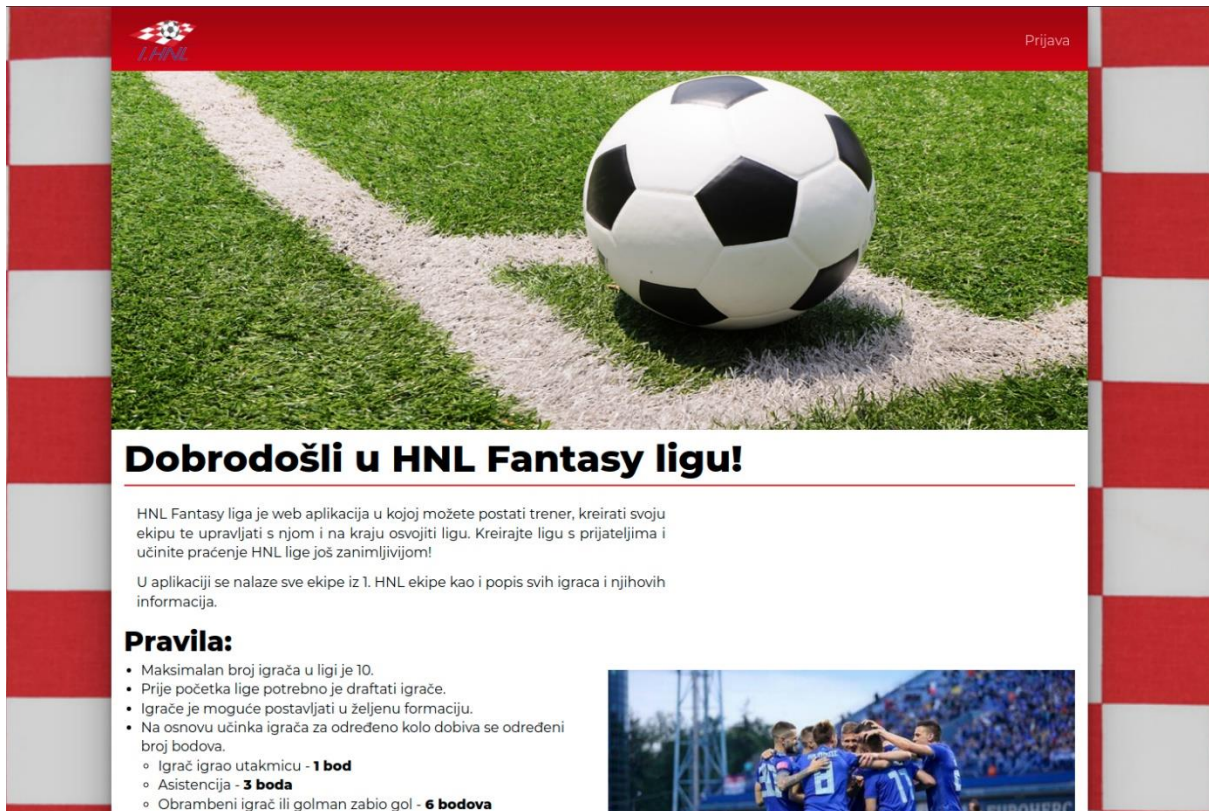 1. HNL
Prijava
Dobrodošli u HNL Fantasy ligu!
HNL Fantasy liga je web aplikacija u kojoj možete postati trener, kreirati svoju
ekipu te upravljati s njom i na kraju osvojiti ligu. Kreirajte ligu s prijateljima i
učinite praćenje HNL lige još zanimljivijom!
U aplikaciji se nalaze sve ekipe iz 1. HNL ekipe kao i popis svih igraca i njihovih
informacija.
Pravila:
Maksimalan broj igrača u ligi je 10.
Prije početka lige potrebno je draftati igrače.
Igrače je moguće postavljati u željenu formaciju.
Na osnovu učinka igrača za određeno kolo dobiva se određeni
broj bodova.
Igrač igrao utakmicu - 1 bod
Asistencija - 3 boda
Obrambeni igrač ili golman zabio gol - 6 bodova
8
17